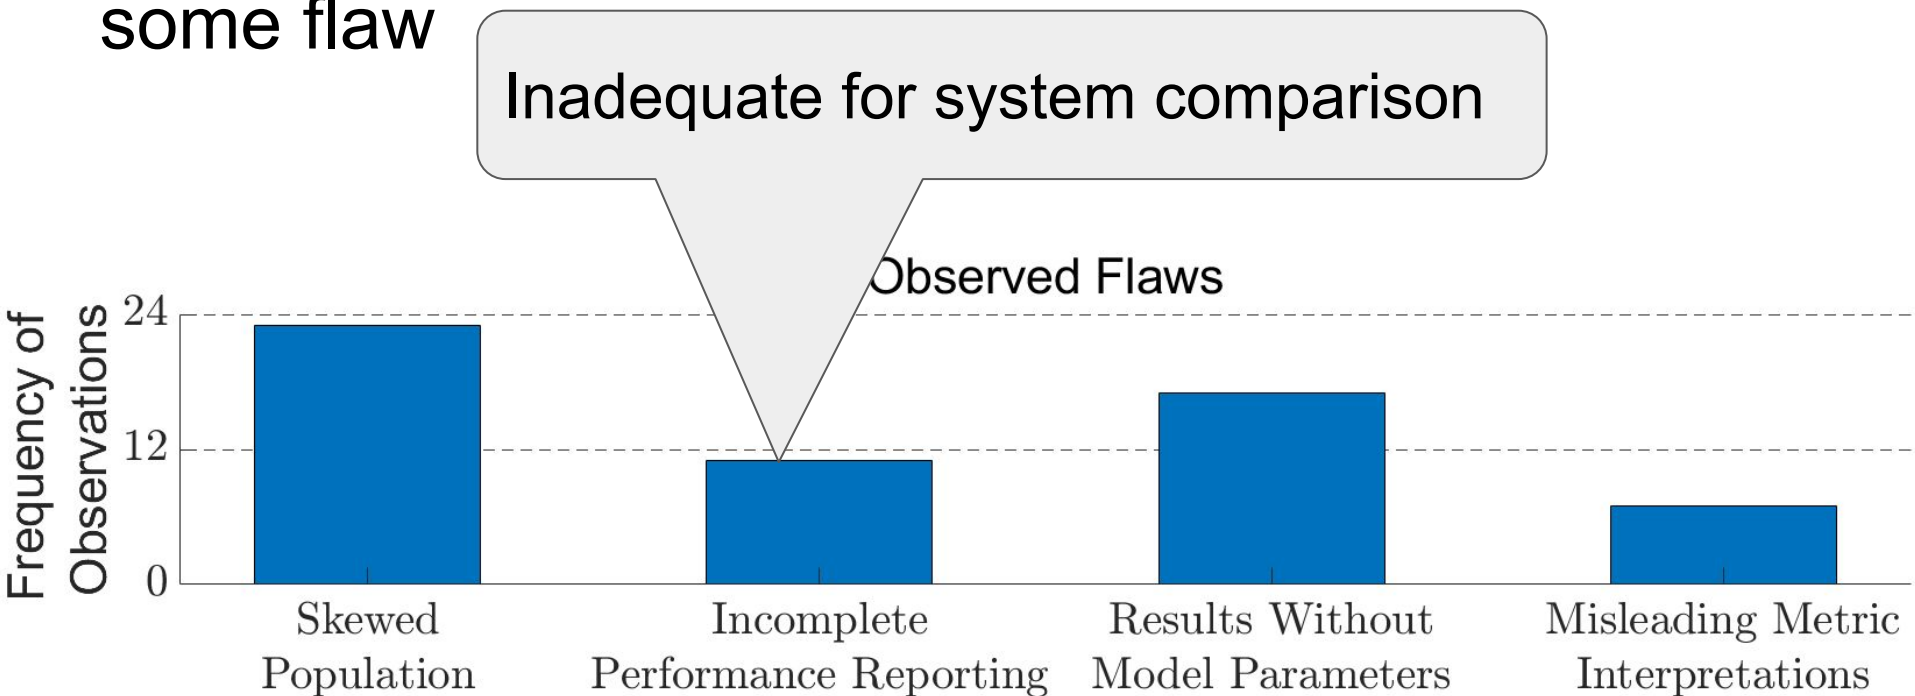 some flaw
Inadequate for system comparison
Observed Flaws
Frequency of
Observations
24
12
0
Skewed
Population
Incomplete
Performance Reporting
Results Without
Model Parameters
Misleading Metric
Interpretations